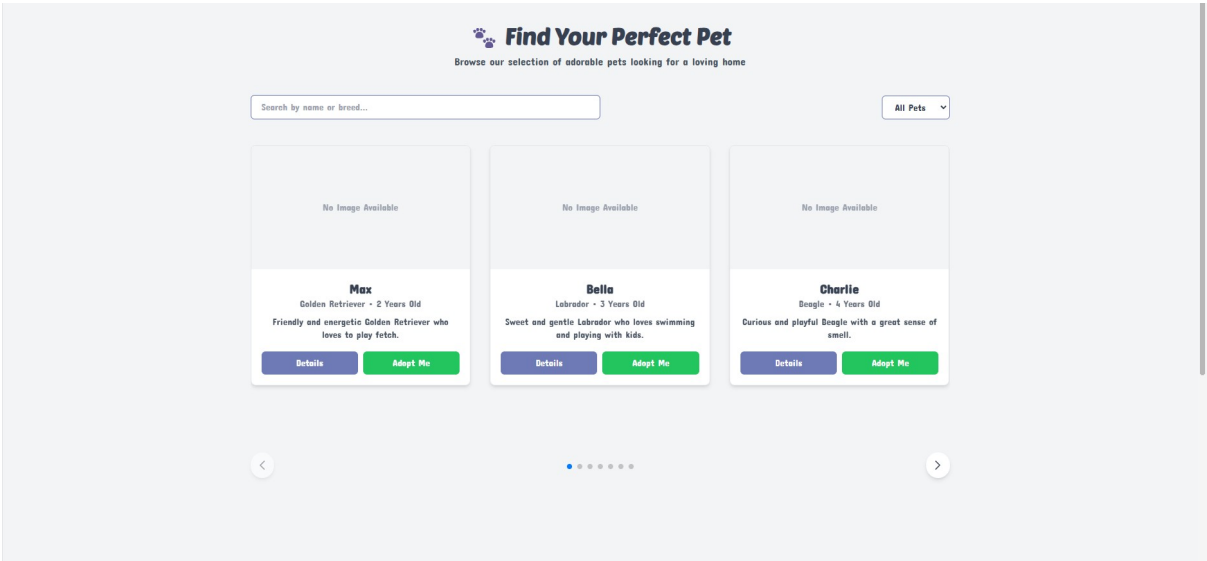 Find Your Perfect Pet
Browse our selection of adorable pets looking for a loving home
Search by name or breed...
All Pets
No Image Available
No Image Available
No Image Available
Max
Golden Retriever • 2 Years Old
Friendly and energetic Golden Retriever who
loves to play fetch.
Details
Adopt Me
Bella
Labrador • 3 Years Old
Sweet and gentle Labrador who loves swimming
and playing with kids.
Details
Adopt Me
Charlie
Beagle • 4 Years Old
Curious and playful Beagle with a great sense of
smell.
Details
Adopt Me